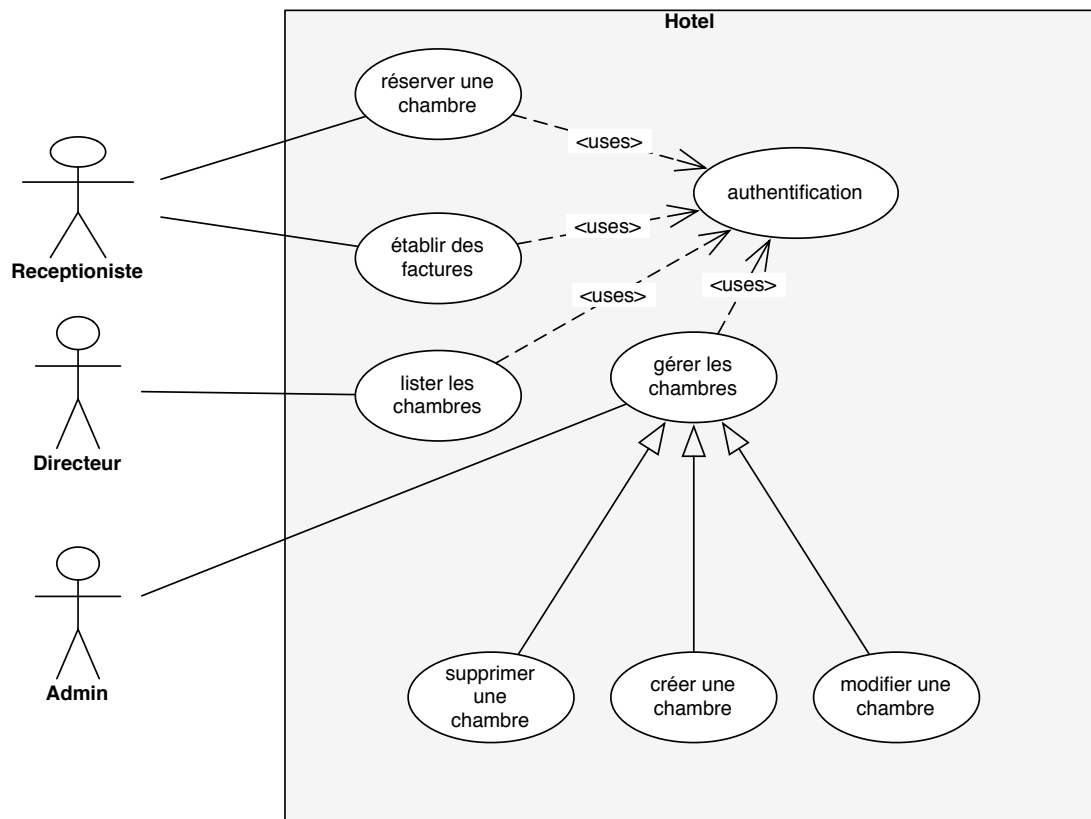 Hotel
réserver une
chambre
<uses>
authentification
Receptioniste
établir des
factures
<uses>
<uses>
<uses>
Directeur
lister les
chambres
gérer les
chambres
Admin
supprimer
une
chambre
créer une
chambre
modifier une
chambre